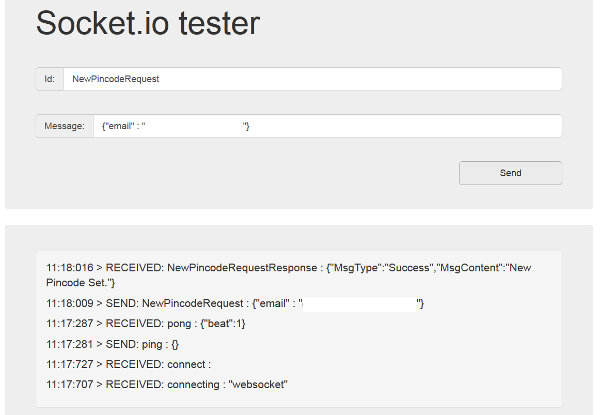 Socket.io tester
Id: NewPincodeRequest
Message: {"email" : " "}
Send
11:18:016 > RECEIVED: NewPincodeRequestResponse : {"MsgType":"Success","MsgContent":"New
Pincode Set."}
11:18:009 > SEND: NewPincodeRequest : {"email" : " "}
11:17:287 > RECEIVED: pong : {"beat":1}
11:17:281 > SEND: ping : {}
11:17:727 > RECEIVED: connect :
11:17:707 > RECEIVED: connecting : "websocket"